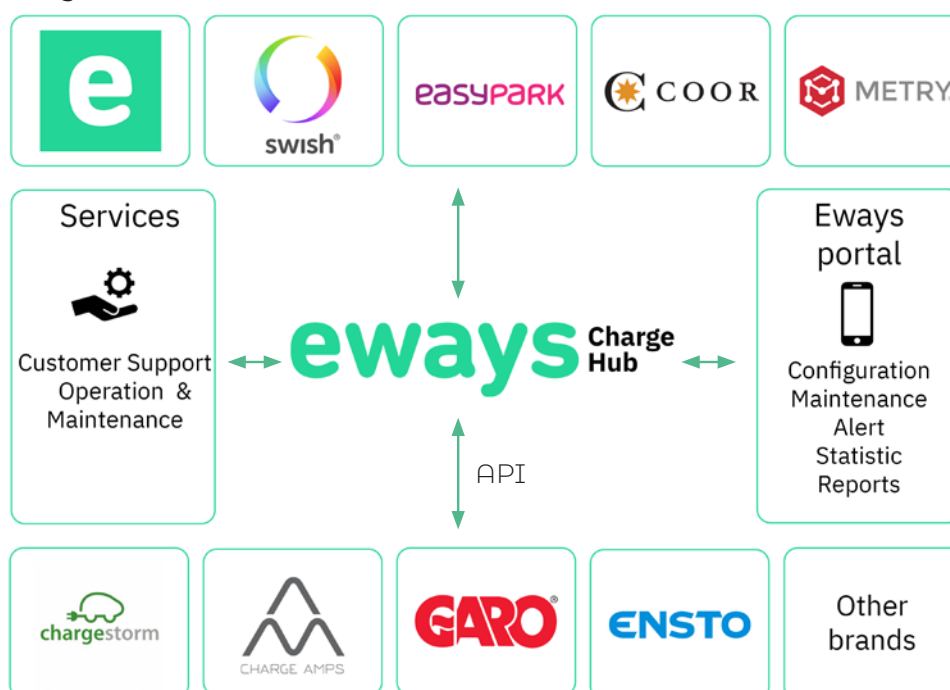 e
swish®
easypark
C COOR
METRY
Services
Customer Support
Operation &
Maintenance
eways Charge
Hub
Eways
portal
Configuration
Maintenance
Alert
Statistic
Reports
API
chargestorm
CHARGE AMPS
GARO®
ENSTO
Other
brands